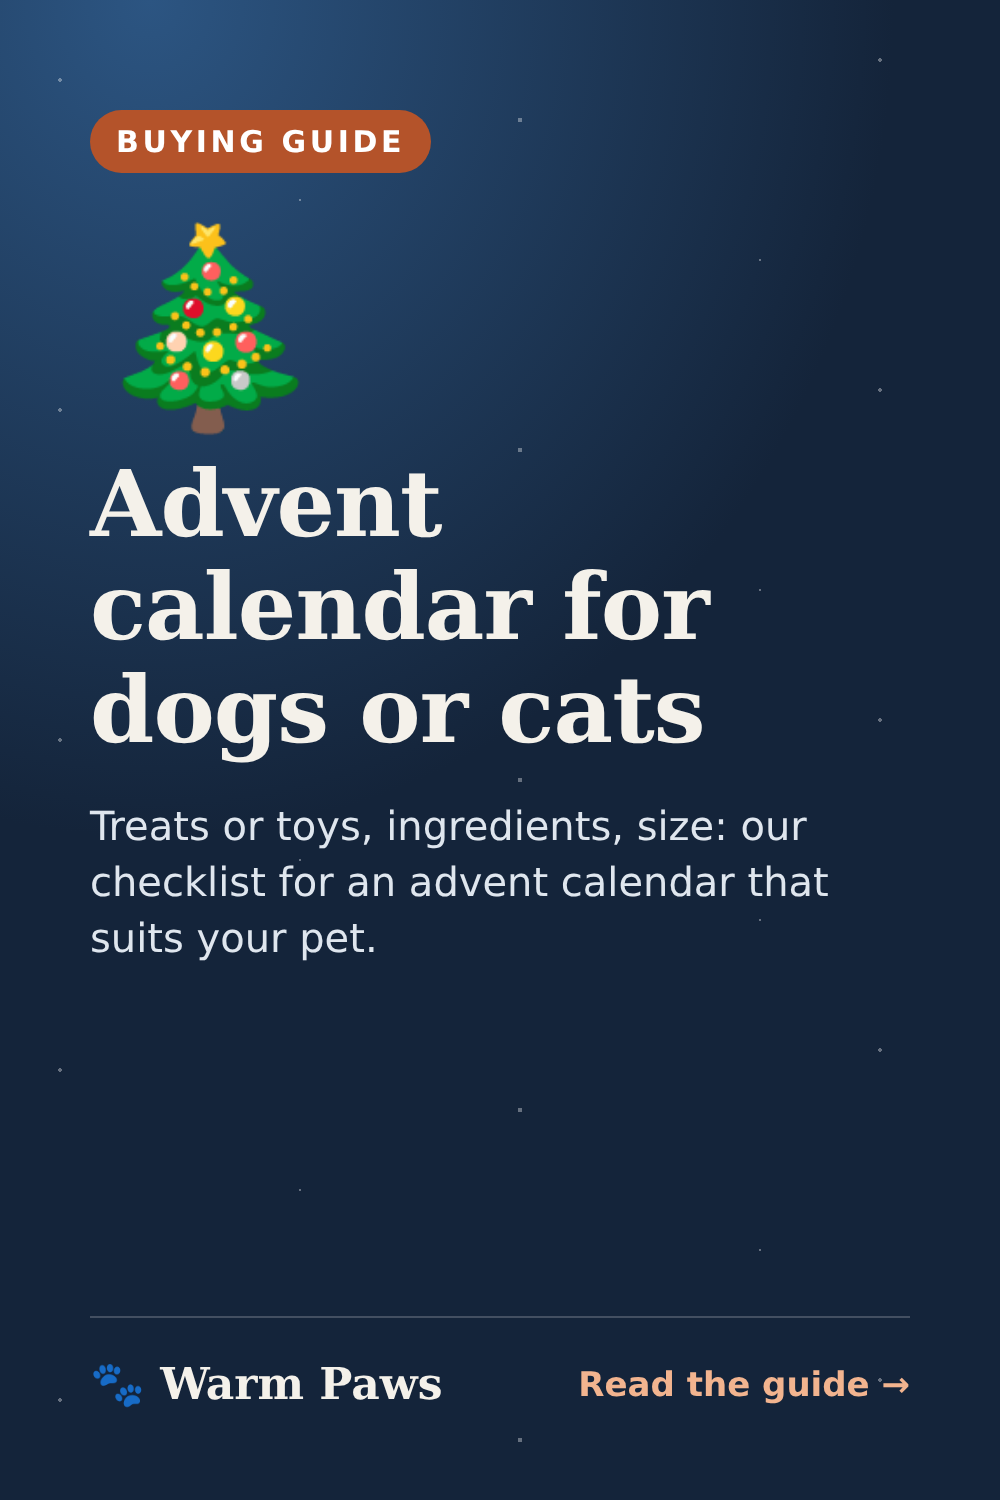 BUYING GUIDE
Advent
calendar for
dogs or cats
Treats or toys, ingredients, size: our
checklist for an advent calendar that
suits your pet.
Warm Paws
Read the guide →